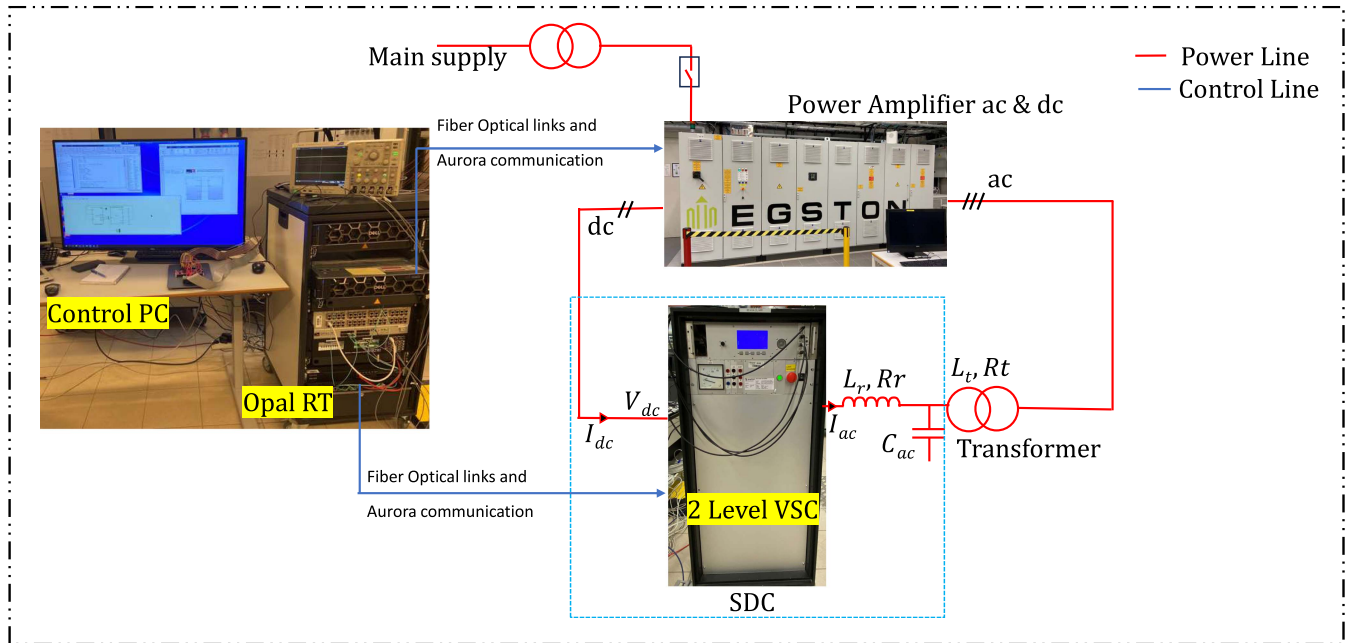 Main supply
Power Line
Control Line
Power Amplifier ac & dc
Fiber Optical links and
Aurora communication
EGSTON
dc
ac
Control PC
Opal RT
V_dc
I_dc
L_r, Rr
I_ac
C_ac
L_t, Rt
Transformer
Fiber Optical links and
Aurora communication
2 Level VSC
SDC